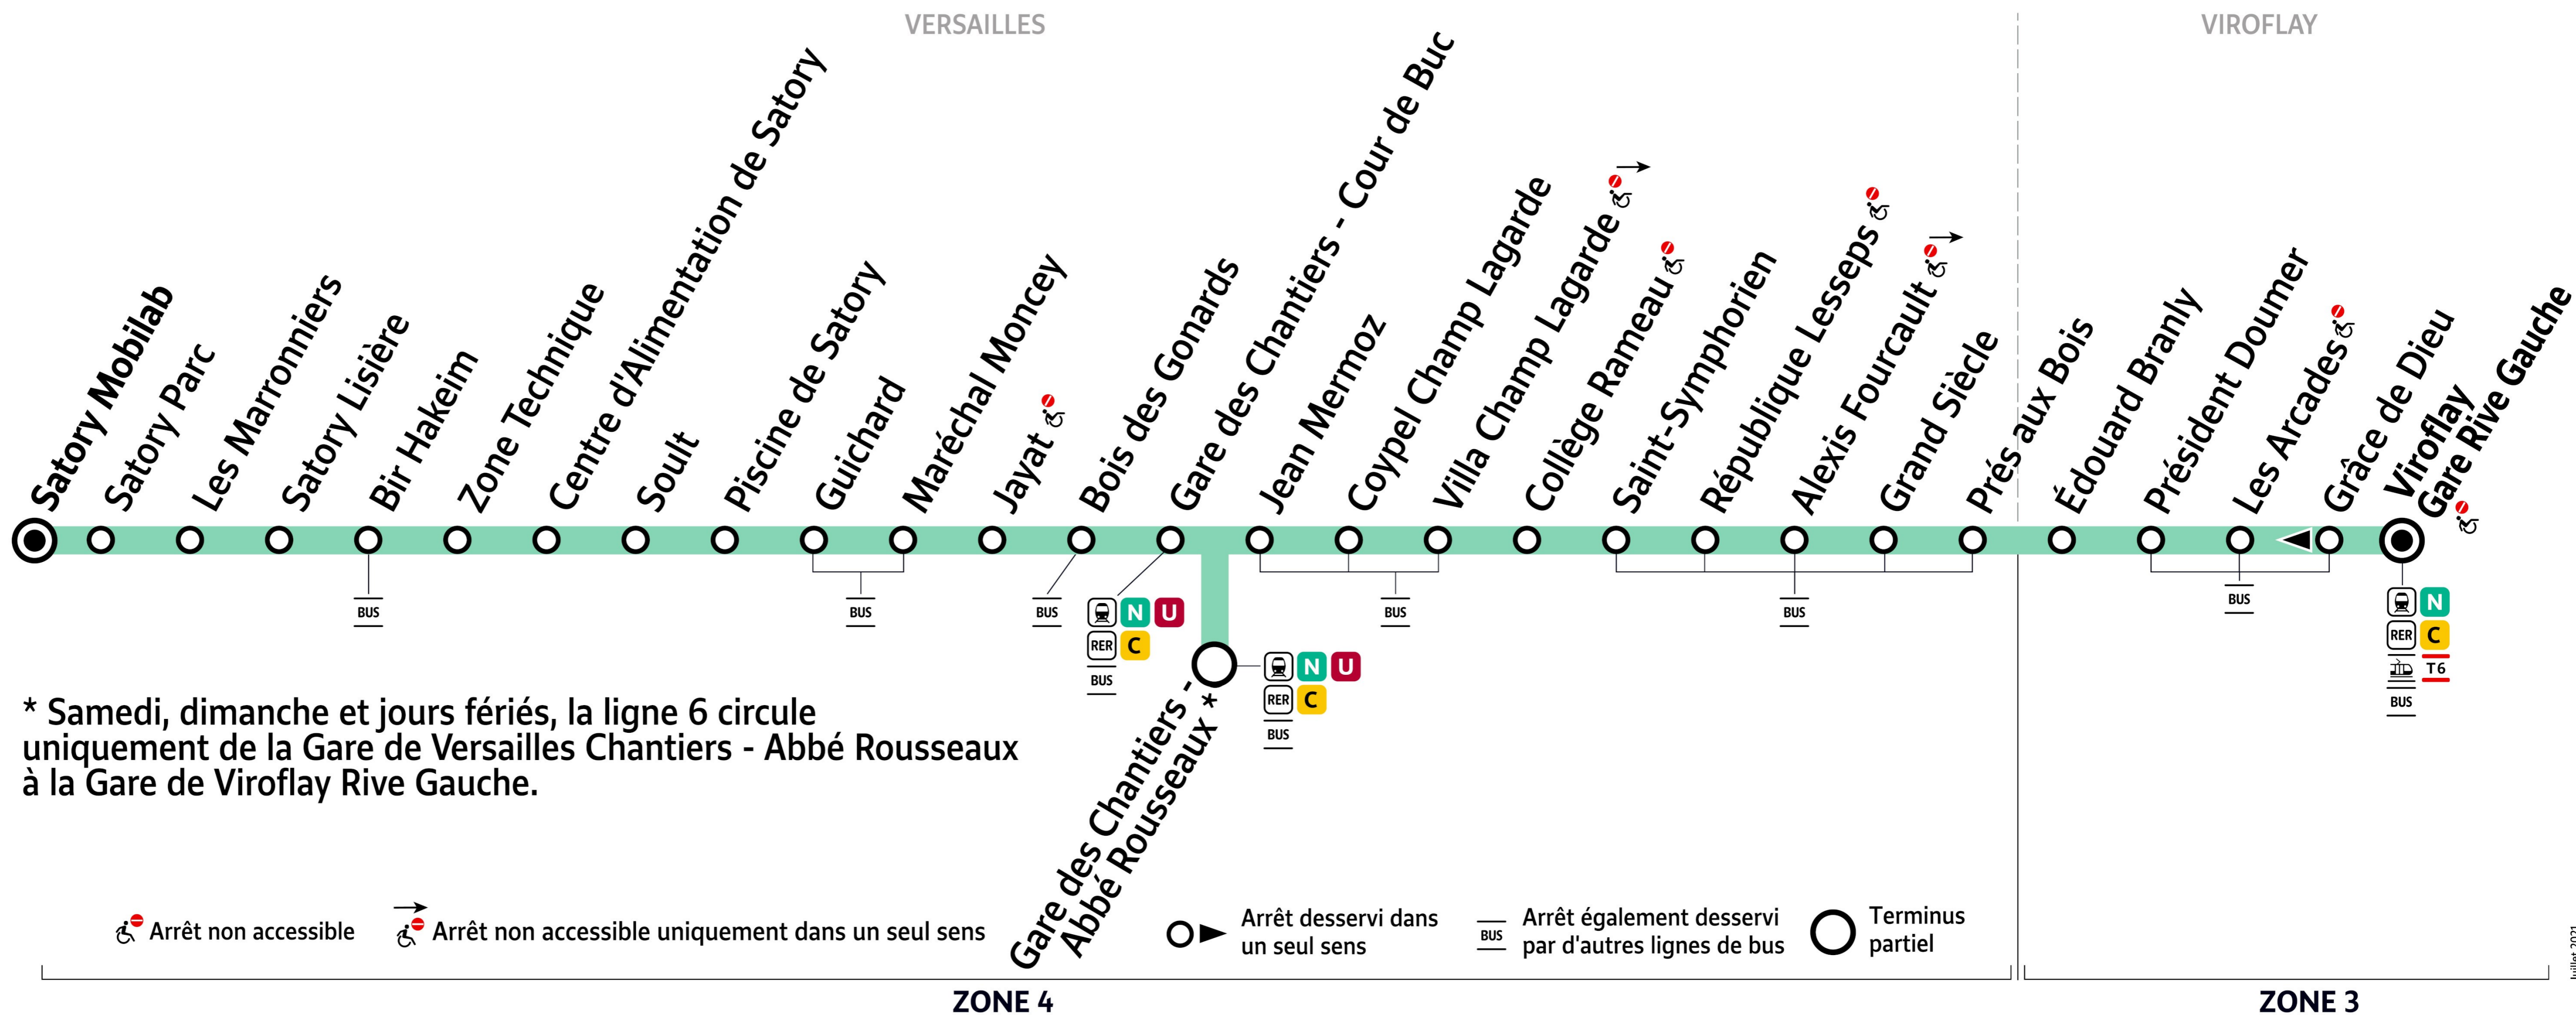 VERSAILLES
VIROFLAY
Satory Mobilab
Satory Parc
Les Marronniers
Satory Lisière
Bir Hakeim
Zone Technique
Centre d'Alimentation de Satory
Soult
Piscine de Satory
Guichard
Maréchal Moncey
Jayat
Bois des Gonards
Gare des Chantiers - Cour de Buc
Jean Mermoz
Coypel Champ Lagarde
Villa Champ Lagarde
Collège Rameau
Saint-Symphorien
République Lesseps
Alexis Fourcault
Grand Siècle
Prés aux Bois
Édouard Branly
Président Doumer
Les Arcades
Grâce de Dieu
Viroflay
Gare Rive Gauche
BUS
BUS
BUS
N U
RER C
BUS
Gare des Chantiers -
Abbé Rousseaux *
N U
RER C
BUS
BUS
BUS
BUS
N
RER C
T6
BUS
* Samedi, dimanche et jours fériés, la ligne 6 circule
uniquement de la Gare de Versailles Chantiers - Abbé Rousseaux
à la Gare de Viroflay Rive Gauche.
Arrêt non accessible
Arrêt non accessible uniquement dans un seul sens
Arrêt desservi dans
un seul sens
BUS
Arrêt également desservi
par d'autres lignes de bus
Terminus
partiel
ZONE 4
ZONE 3
Juillet 2021